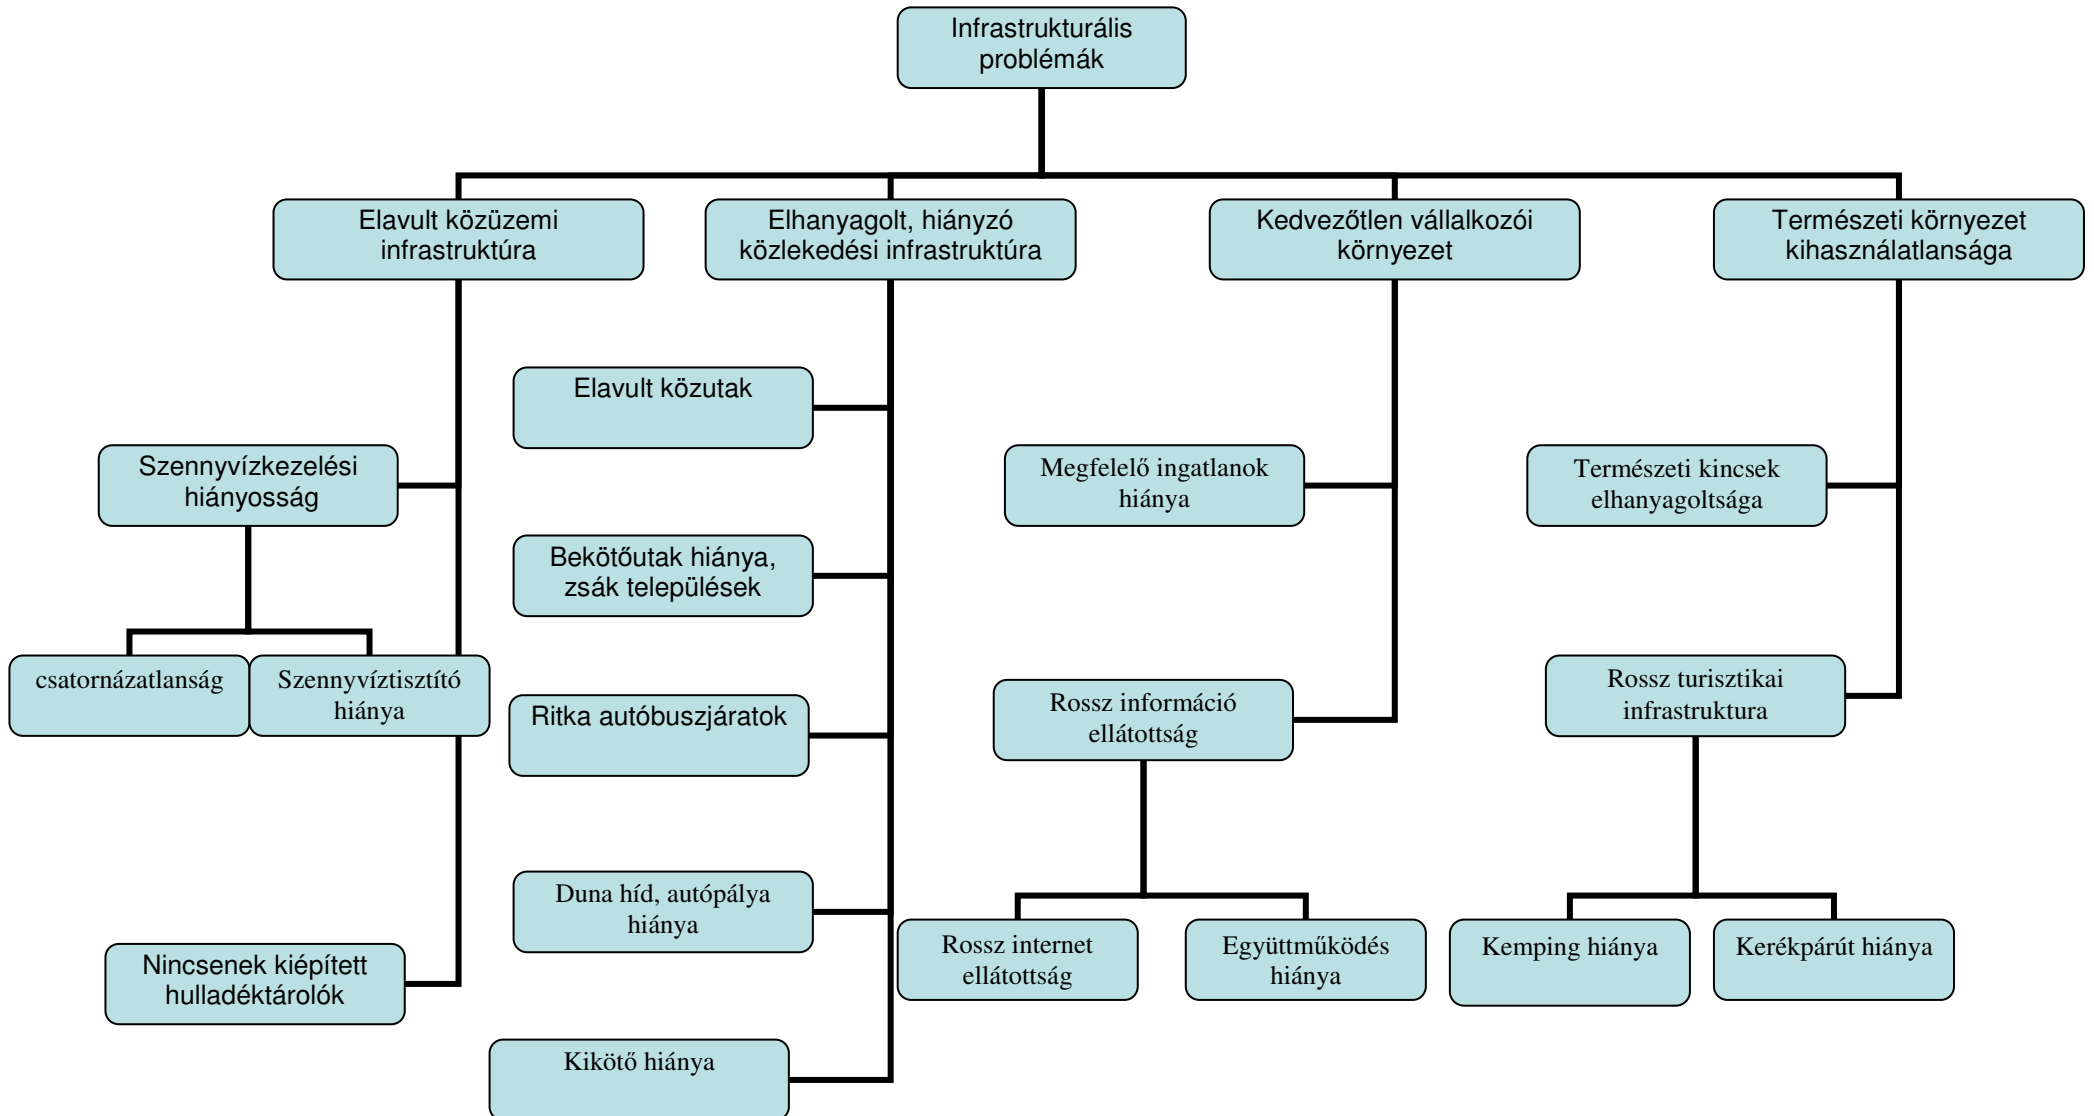 Infrastrukturális
problémák
Elavult közüzemi
infrastruktúra
Elhanyagolt, hiányzó
közlekedési infrastruktúra
Kedvezőtlen vállalkozói
környezet
Természeti környezet
kihasználatlansága
Elavult közutak
Szennyvízkezelési
hiányosság
Megfelelő ingatlanok
hiánya
Természeti kincsek
elhanyagoltsága
Bekötőutak hiánya,
zsák települések
csatornázatlanság
Szennyvíztisztító
hiánya
Ritka autóbuszjáratok
Rossz információ
ellátottság
Rossz turisztikai
infrastruktura
Duna híd, autópálya
hiánya
Rossz internet
ellátottság
Együttműködés
hiánya
Kemping hiánya
Kerékpárút hiánya
Nincsenek kiépített
hulladéktárolók
Kikötő hiánya